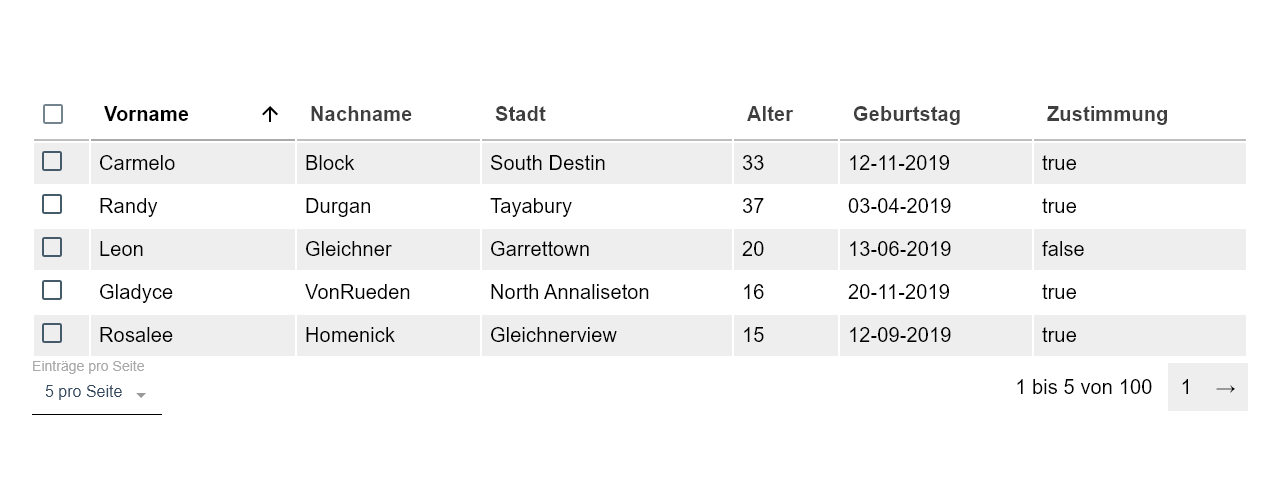 Vorname ↑ Nachname Stadt Alter Geburtstag Zustimmung
Carmelo Block South Destin 33 12-11-2019 true
Randy Durgan Tayabury 37 03-04-2019 true
Leon Gleichner Garrettown 20 13-06-2019 false
Gladyce VonRueden North Annaliseton 16 20-11-2019 true
Rosalee Homenick Gleichnerview 15 12-09-2019 true
Einträge pro Seite
5 pro Seite
1 bis 5 von 100 1 →